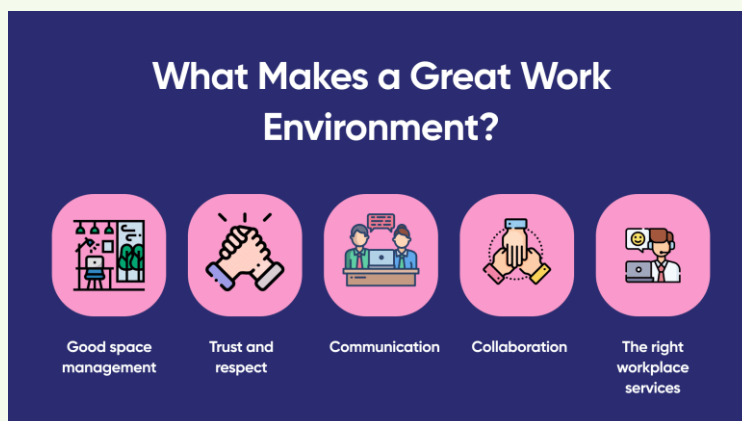 What Makes a Great Work
Environment?
Good space
management
Trust and
respect
Communication
Collaboration
The right
workplace
services